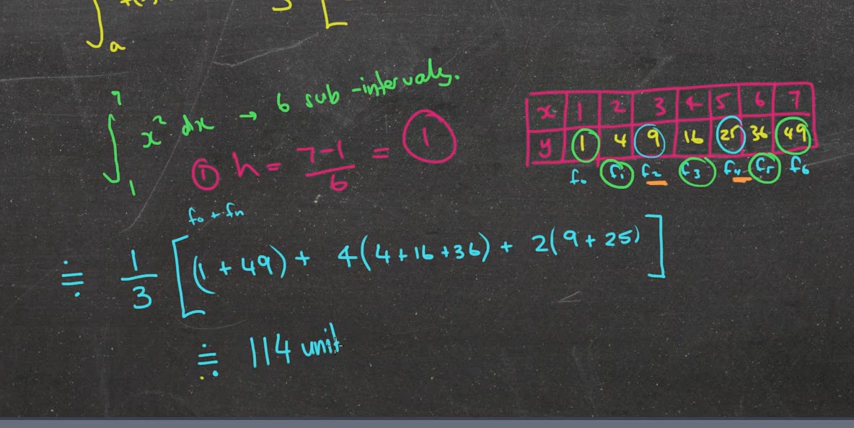 ∫₁⁷ x² dx → 6 sub-intervals.
① h = (7-1)/6 = 1
x 1 2 3 4 5 6 7
y 1 4 9 16 25 36 49
f₀ f₁ f₂ f₃ f₄ f₅ f₆
f₀ + fₙ
≑ 1/3 [(1 + 49) + 4(4 + 16 + 36) + 2(9 + 25)]
≑ 114 unit